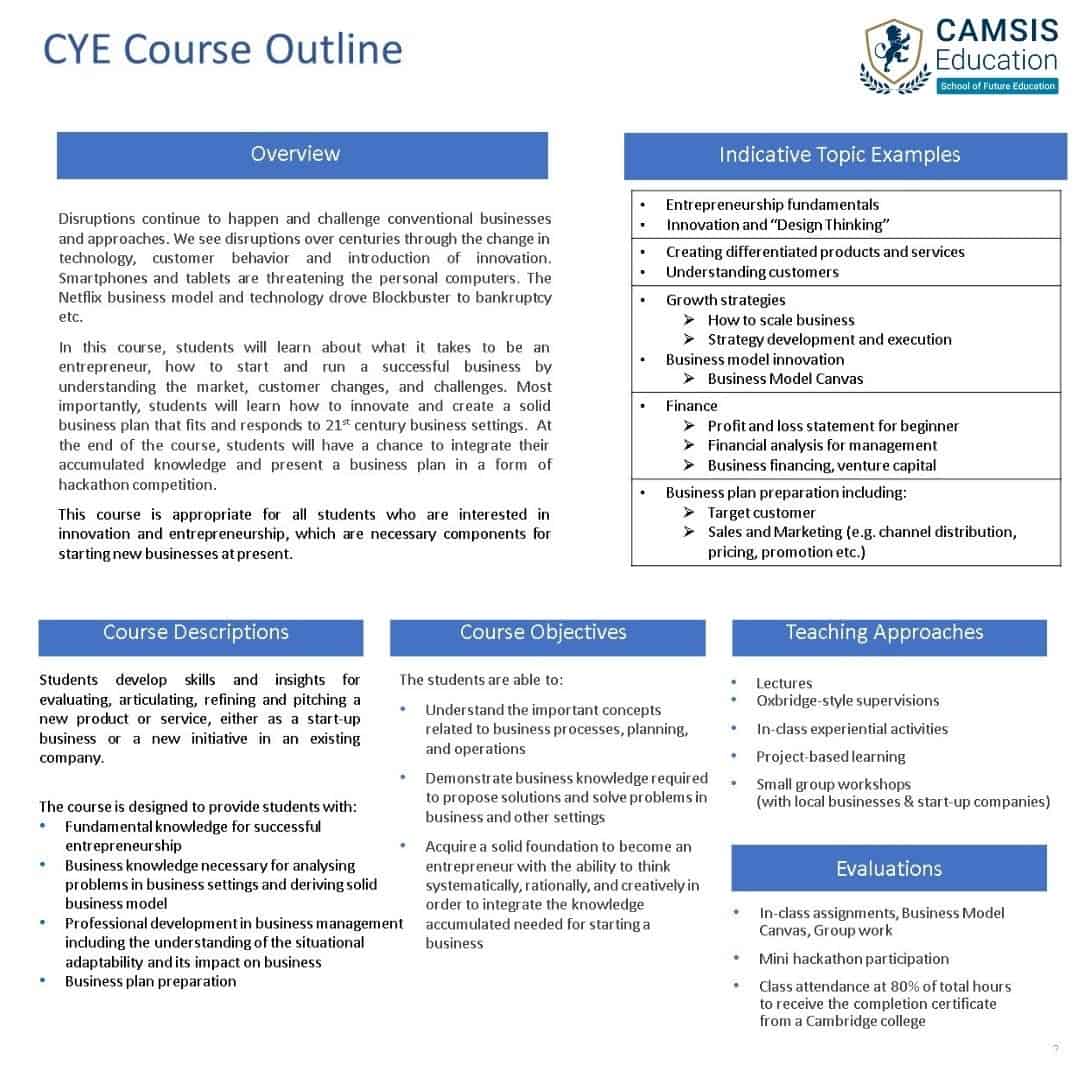 CYE Course Outline
CAMSIS
Education
School of Future Education
Overview
Disruptions continue to happen and challenge conventional businesses
and approaches. We see disruptions over centuries through the change in
technology, customer behavior and introduction of innovation.
Smartphones and tablets are threatening the personal computers. The
Netflix business model and technology drove Blockbuster to bankruptcy
etc.
In this course, students will learn about what it takes to be an
entrepreneur, how to start and run a successful business by
understanding the market, customer changes, and challenges. Most
importantly, students will learn how to innovate and create a solid
business plan that fits and responds to 21st century business settings. At
the end of the course, students will have a chance to integrate their
accumulated knowledge and present a business plan in a form of
hackathon competition.
This course is appropriate for all students who are interested in
innovation and entrepreneurship, which are necessary components for
starting new businesses at present.
Indicative Topic Examples
• Entrepreneurship fundamentals
• Innovation and “Design Thinking”
• Creating differentiated products and services
• Understanding customers
• Growth strategies
➢ How to scale business
➢ Strategy development and execution
• Business model innovation
➢ Business Model Canvas
• Finance
➢ Profit and loss statement for beginner
➢ Financial analysis for management
➢ Business financing, venture capital
• Business plan preparation including:
➢ Target customer
➢ Sales and Marketing (e.g. channel distribution,
pricing, promotion etc.)
Course Descriptions
Students develop skills and insights for
evaluating, articulating, refining and pitching a
new product or service, either as a start-up
business or a new initiative in an existing
company.
The course is designed to provide students with:
• Fundamental knowledge for successful
entrepreneurship
• Business knowledge necessary for analysing
problems in business settings and deriving solid
business model
• Professional development in business management
including the understanding of the situational
adaptability and its impact on business
• Business plan preparation
Course Objectives
The students are able to:
• Understand the important concepts
related to business processes, planning,
and operations
• Demonstrate business knowledge required
to propose solutions and solve problems in
business and other settings
• Acquire a solid foundation to become an
entrepreneur with the ability to think
systematically, rationally, and creatively in
order to integrate the knowledge
accumulated needed for starting a
business
Teaching Approaches
• Lectures
• Oxbridge-style supervisions
• In-class experiential activities
• Project-based learning
• Small group workshops
(with local businesses & start-up companies)
Evaluations
• In-class assignments, Business Model
Canvas, Group work
• Mini hackathon participation
• Class attendance at 80% of total hours
to receive the completion certificate
from a Cambridge college